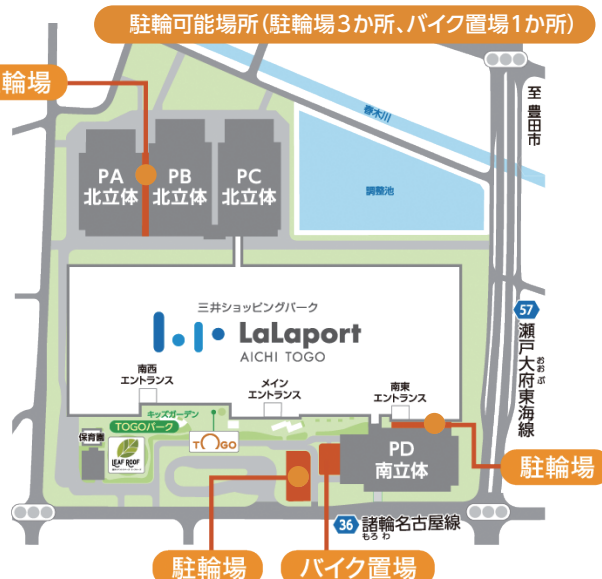 駐輪可能場所（駐輪場3か所、バイク置場1か所）
輪場
至 豊田市
春木川
調整池
PA
北立体
PB
北立体
PC
北立体
三井ショッピングパーク
LaLaport
AICHI TOGO
57
瀬戸大府東海線
おおぶ
南西
エントランス
メイン
エントランス
南東
エントランス
キッズガーデン
TOGOパーク
保育園
LEAF ROOF
TOGO
PD
南立体
駐輪場
36 諸輪名古屋線
もろわ
駐輪場
バイク置場